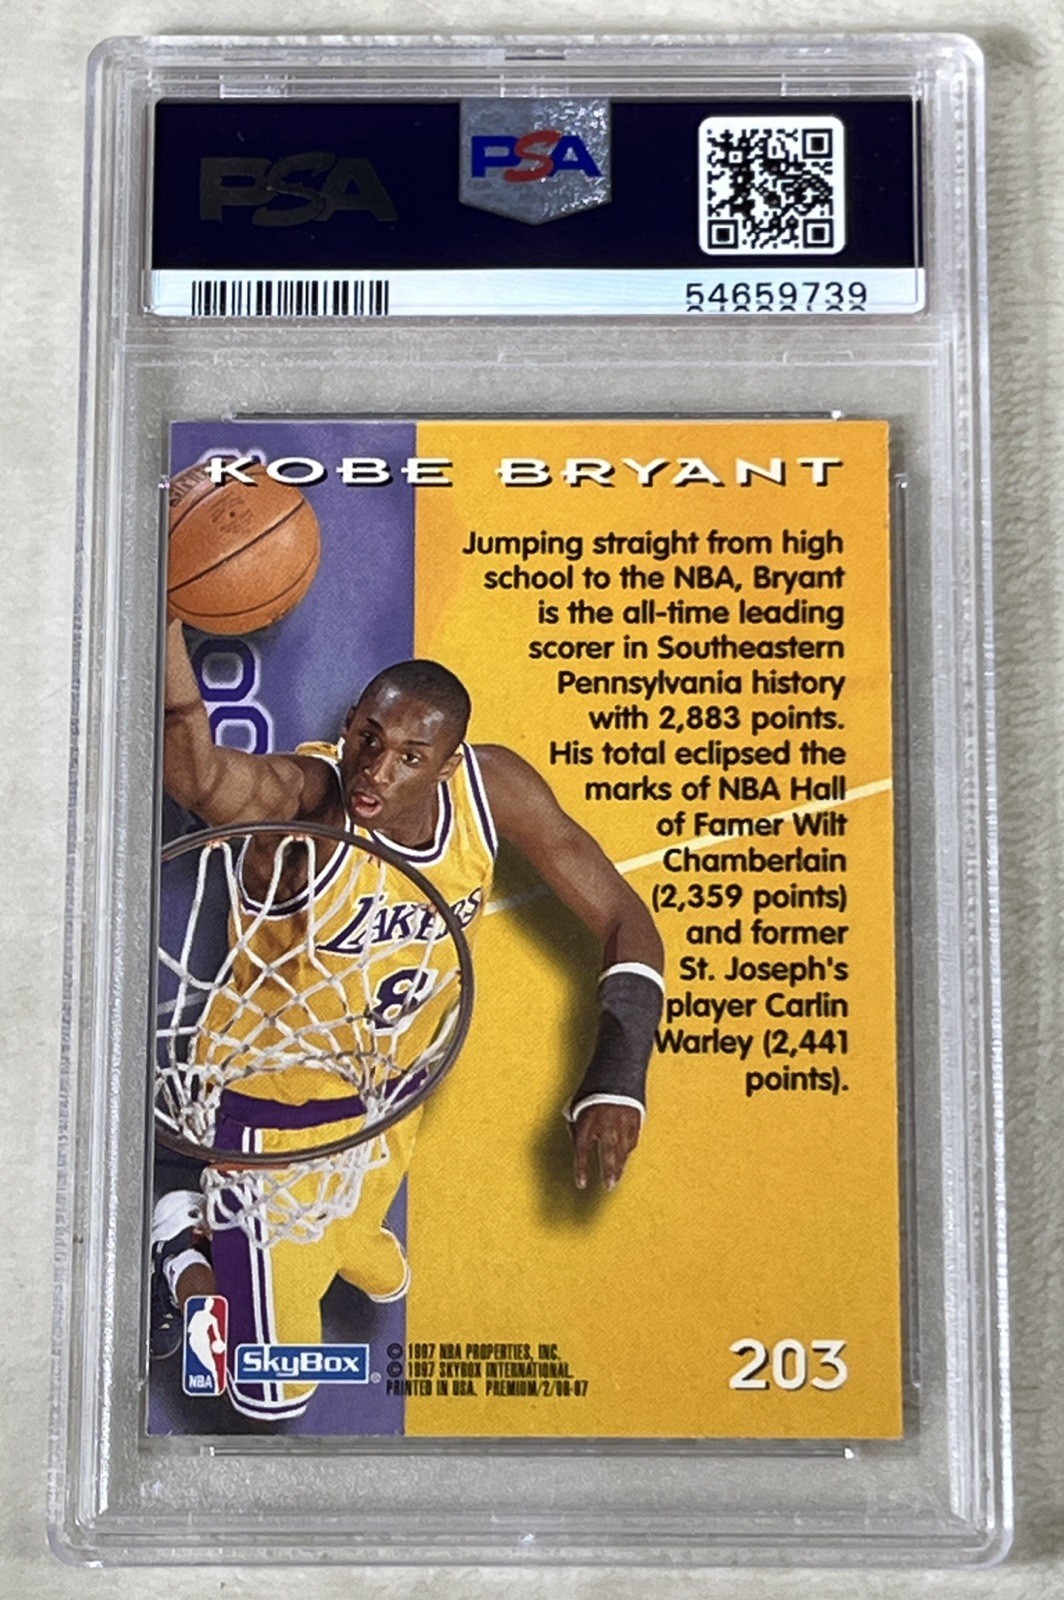 PSA
PSA
54659739
KOBE BRYANT
Jumping straight from high
school to the NBA, Bryant
is the all-time leading
scorer in Southeastern
Pennsylvania history
with 2,883 points.
His total eclipsed the
marks of NBA Hall
of Famer Wilt
Chamberlain
(2,359 points)
and former
St. Joseph's
player Carlin
Warley (2,441
points).
LAKERS
8
NBA
SkyBox
© 1997 NBA PROPERTIES, INC.
© 1997 SKYBOX INTERNATIONAL.
PRINTED IN USA. PREMIUM/2/96-97
203